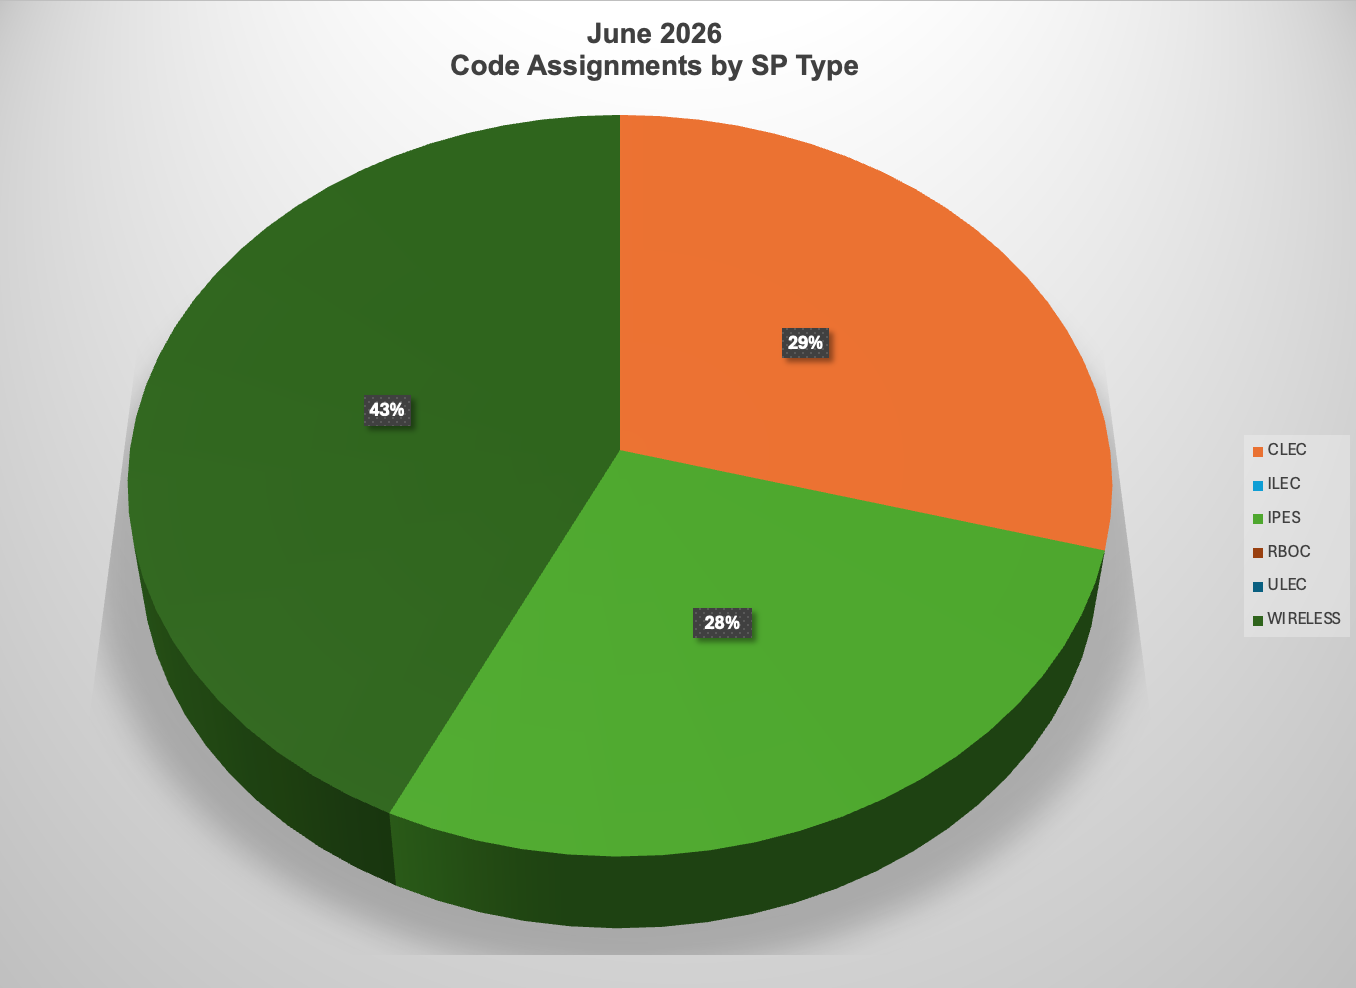 June 2026
Code Assignments by SP Type
29%
43%
28%
CLEC
ILEC
IPES
RBOC
ULEC
WIRELESS